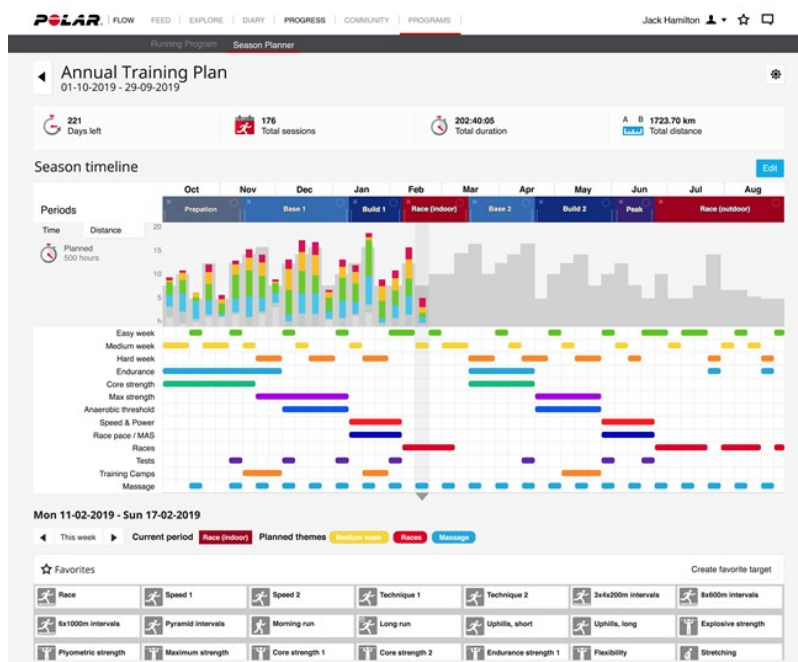 POLAR. FLOW FEED EXPLORE DIARY PROGRESS COMMUNITY PROGRAMS Jack Hamilton
Running Program Season Planner
Annual Training Plan
01-10-2019 - 29-09-2019
221 Days left
176 Total sessions
202:40:05 Total duration
A B 1723.70 km Total distance
Season timeline Edit
Oct Nov Dec Jan Feb Mar Apr May Jun Jul Aug
Periods Prepation Base 1 Build 1 Race (indoor) Base 2 Build 2 Peak Race (outdoor)
Time Distance
Planned
500 hours
20
15
10
5
h
Easy week
Medium week
Hard week
Endurance
Core strength
Max strength
Anaerobic threshold
Speed & Power
Race pace / MAS
Races
Tests
Training Camps
Massage
Mon 11-02-2019 - Sun 17-02-2019
This week Current period Race (indoor) Planned themes Medium week Races Massage
Favorites Create favorite target
Race Speed 1 Speed 2 Technique 1 Technique 2 3x4x200m intervals 8x600m intervals
6x1000m intervals Pyramid intervals Morning run Long run Uphills, short Uphills, long Explosive strength
Plyometric strength Maximum strength Core strength 1 Core strength 2 Endurance strength 1 Flexibility Stretching